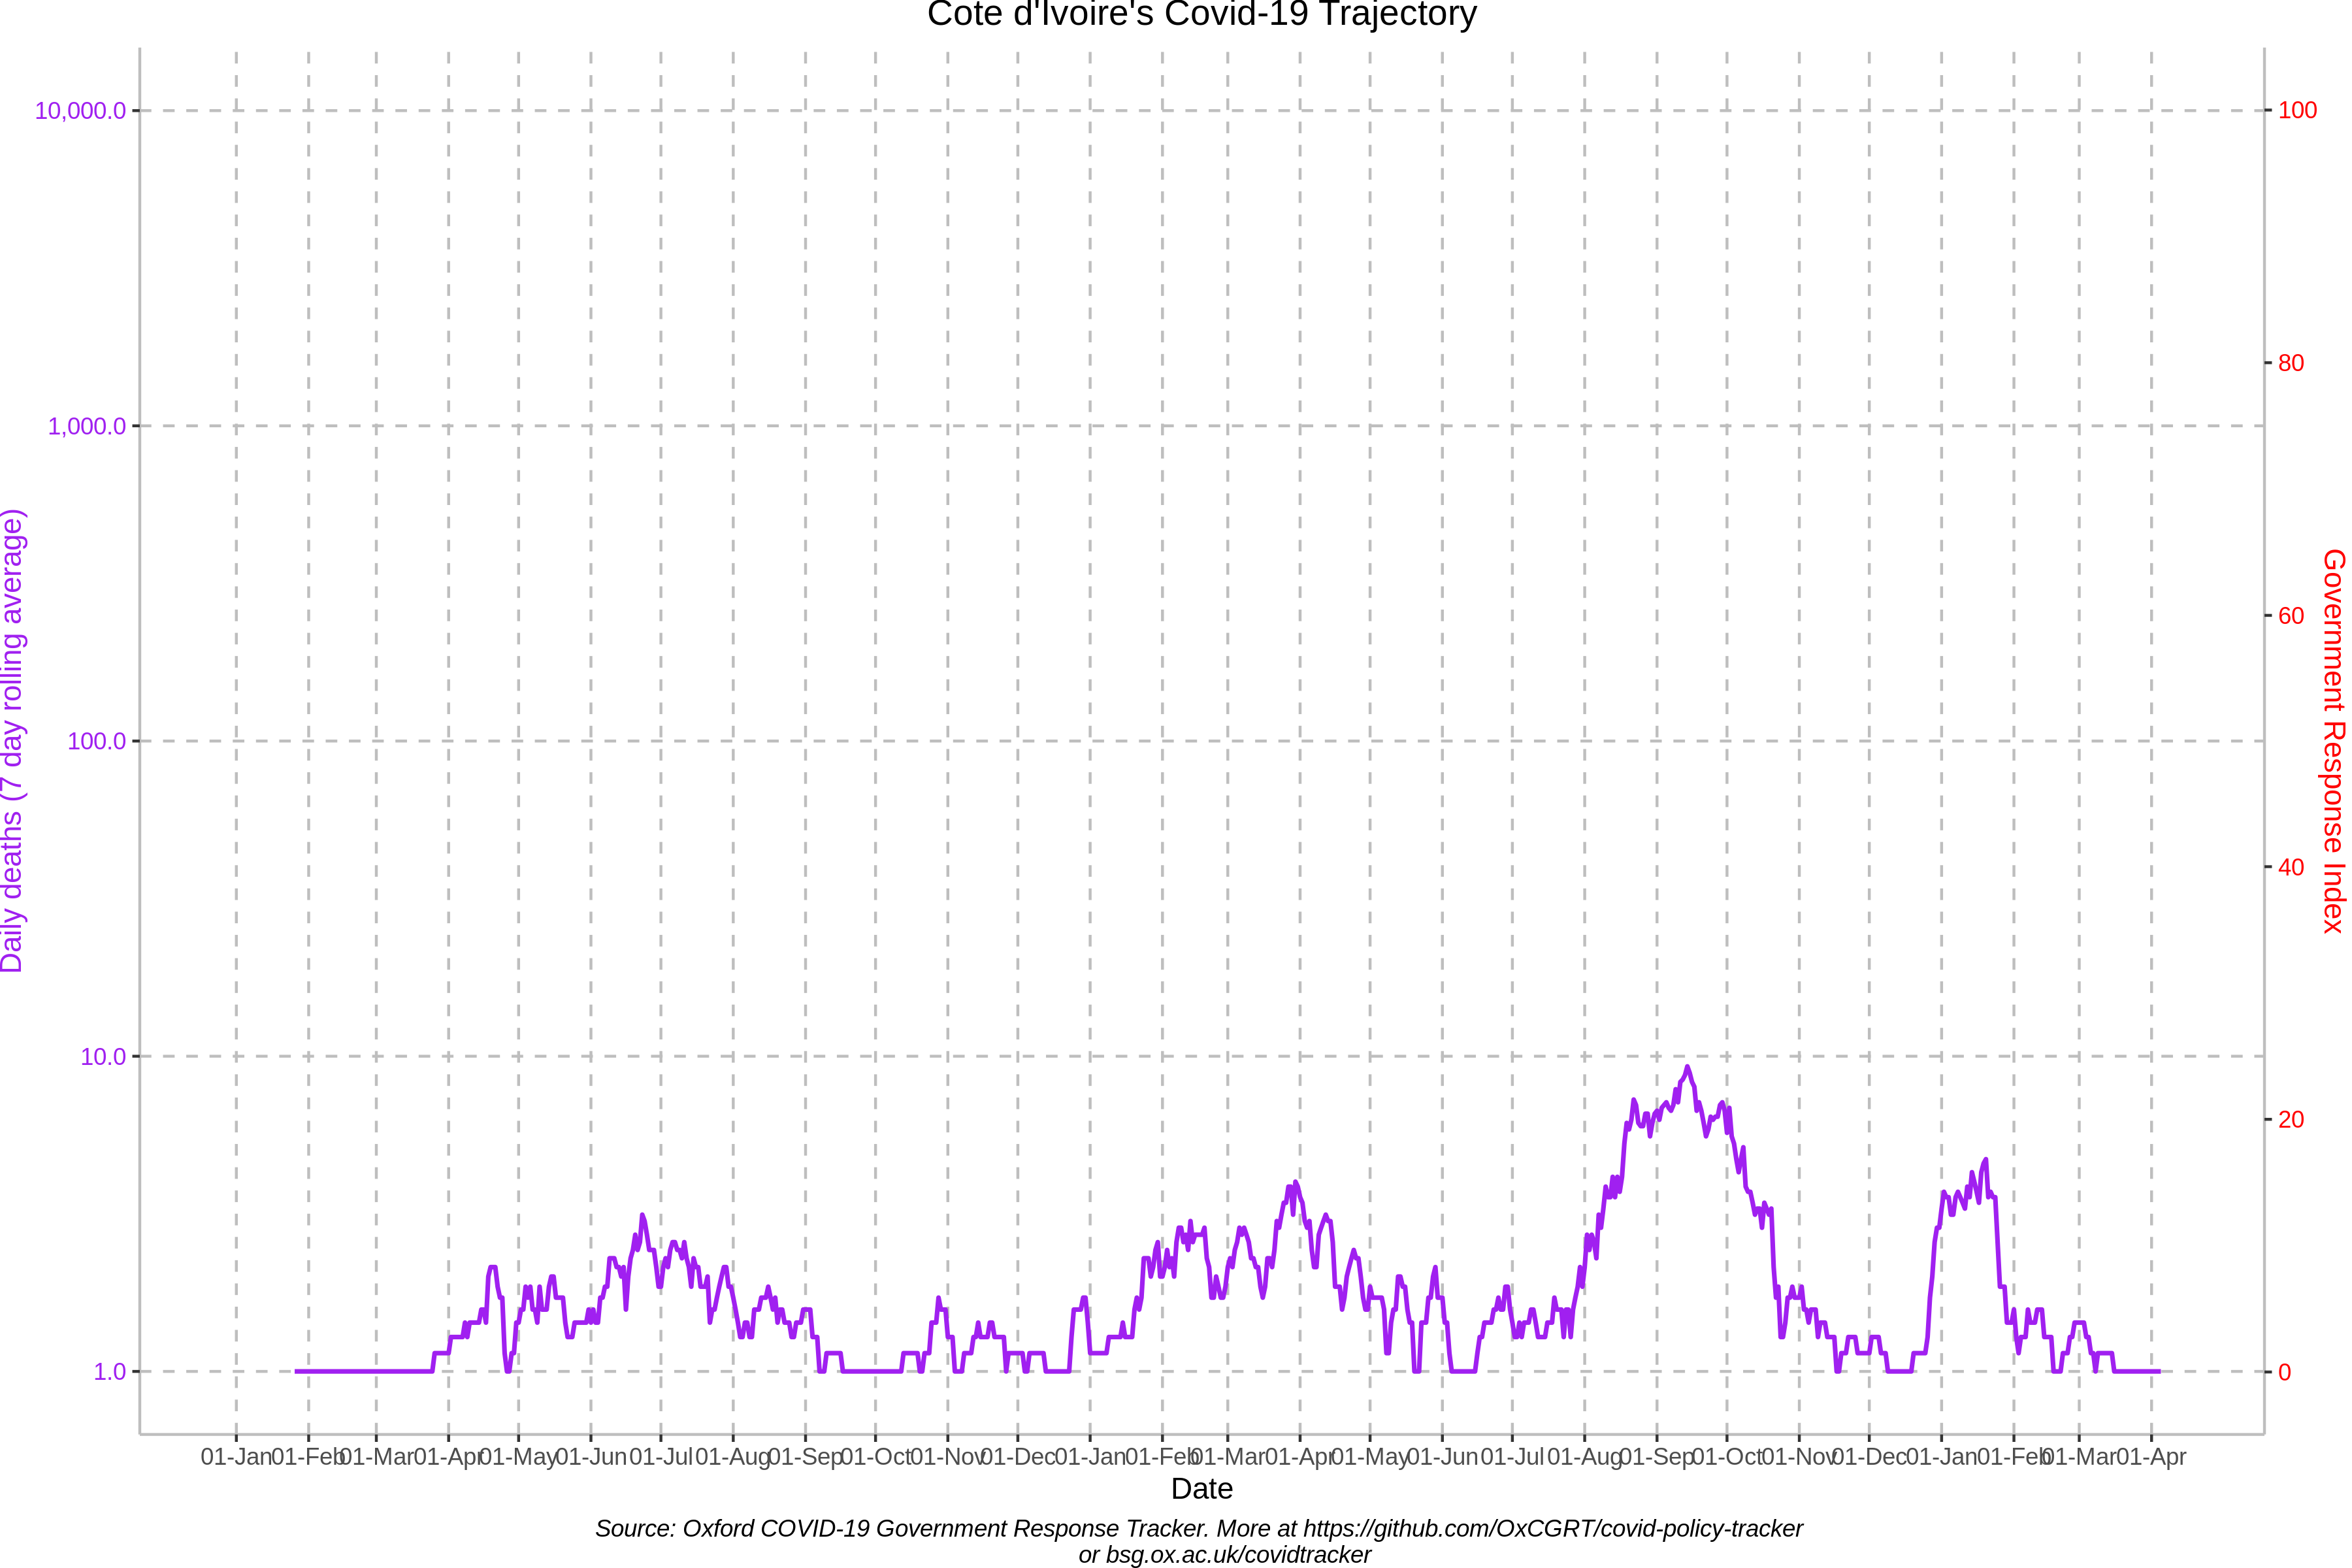 Cote d'Ivoire's Covid-19 Trajectory
10,000.0
1,000.0
100.0
10.0
1.0
Daily deaths (7 day rolling average)
100
80
60
40
20
0
Government Response Index
01-Jan 01-Feb 01-Mar 01-Apr 01-May 01-Jun 01-Jul 01-Aug 01-Sep 01-Oct 01-Nov 01-Dec 01-Jan 01-Feb 01-Mar 01-Apr 01-May 01-Jun 01-Jul 01-Aug 01-Sep 01-Oct 01-Nov 01-Dec 01-Jan 01-Feb 01-Mar 01-Apr
Date
Source: Oxford COVID-19 Government Response Tracker. More at https://github.com/OxCGRT/covid-policy-tracker
or bsg.ox.ac.uk/covidtracker